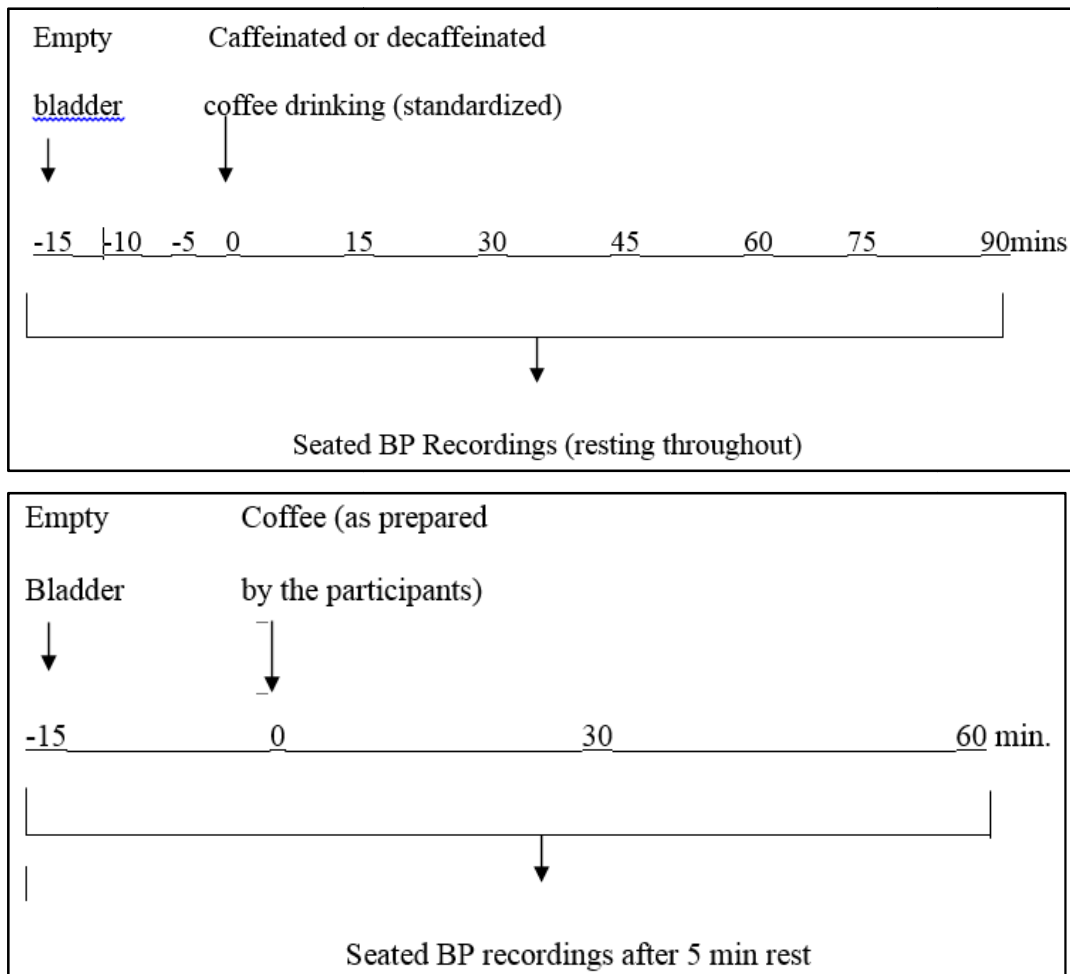 Empty Caffeinated or decaffeinated
bladder coffee drinking (standardized)
-15 -10 -5 0 15 30 45 60 75 90mins
Seated BP Recordings (resting throughout)
Empty Coffee (as prepared
Bladder by the participants)
-15 0 30 60 min.
Seated BP recordings after 5 min rest